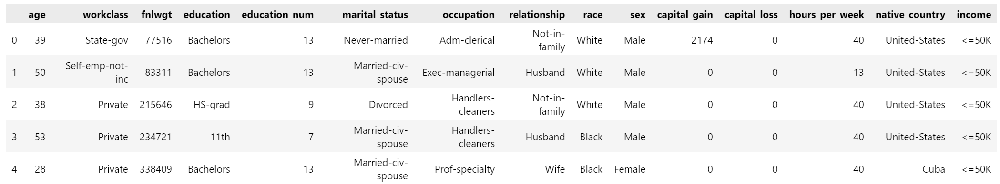 age workclass fnlwgt education education_num marital_status occupation relationship race sex capital_gain capital_loss hours_per_week native_country income
0 39 State-gov 77516 Bachelors 13 Never-married Adm-clerical Not-in-family White Male 2174 0 40 United-States <=50K
1 50 Self-emp-not-inc 83311 Bachelors 13 Married-civ-spouse Exec-managerial Husband White Male 0 0 13 United-States <=50K
2 38 Private 215646 HS-grad 9 Divorced Handlers-cleaners Not-in-family White Male 0 0 40 United-States <=50K
3 53 Private 234721 11th 7 Married-civ-spouse Handlers-cleaners Husband Black Male 0 0 40 United-States <=50K
4 28 Private 338409 Bachelors 13 Married-civ-spouse Prof-specialty Wife Black Female 0 0 40 Cuba <=50K